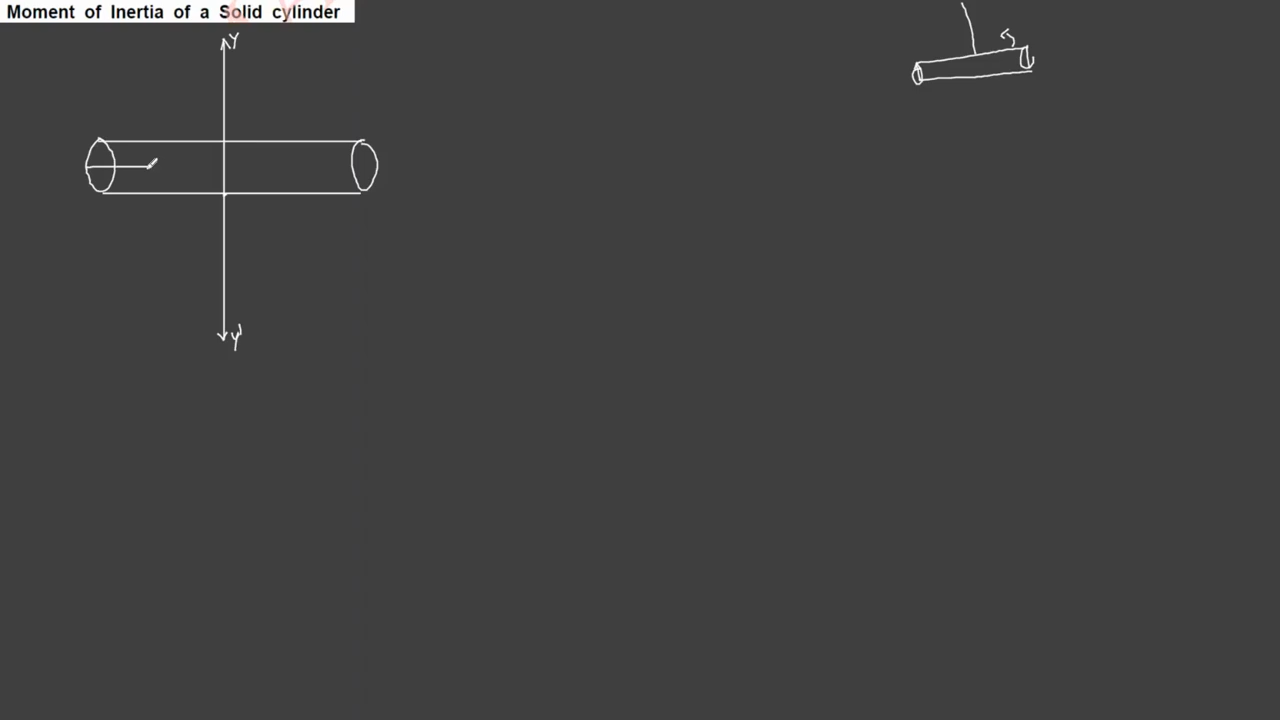 Moment of Inertia of a Solid cylinder
Y
Y'